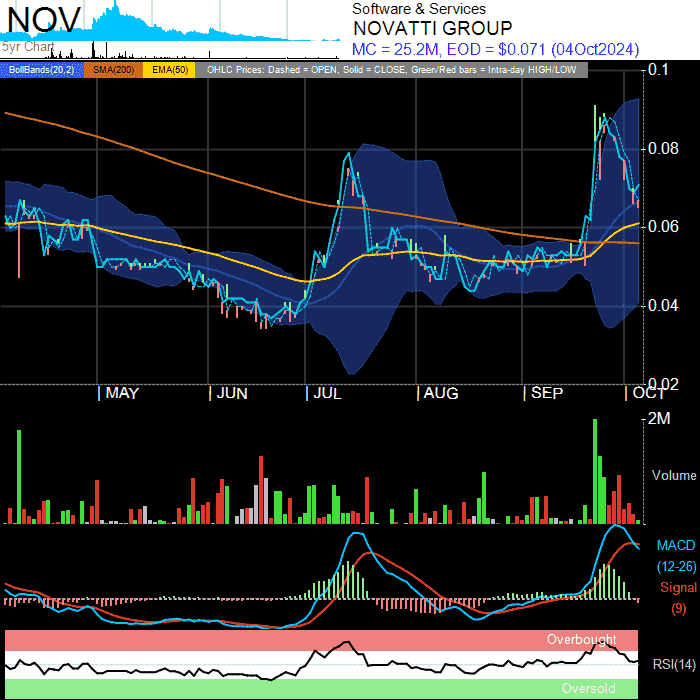 NOV
Software & Services
NOVATTI GROUP
MC = 25.2M, EOD = $0.071 (04Oct2024)
5yr Chart
BollBands(20,2) SMA(200) EMA(50) OHLC Prices: Dashed = OPEN, Solid = CLOSE, Green/Red bars = Intra-day HIGH/LOW
0.1
0.08
0.06
0.04
0.02
| MAY | JUN | JUL | AUG | SEP | OCT
2M
Volume
MACD
(12-26)
Signal
(9)
Overbought
RSI(14)
Oversold